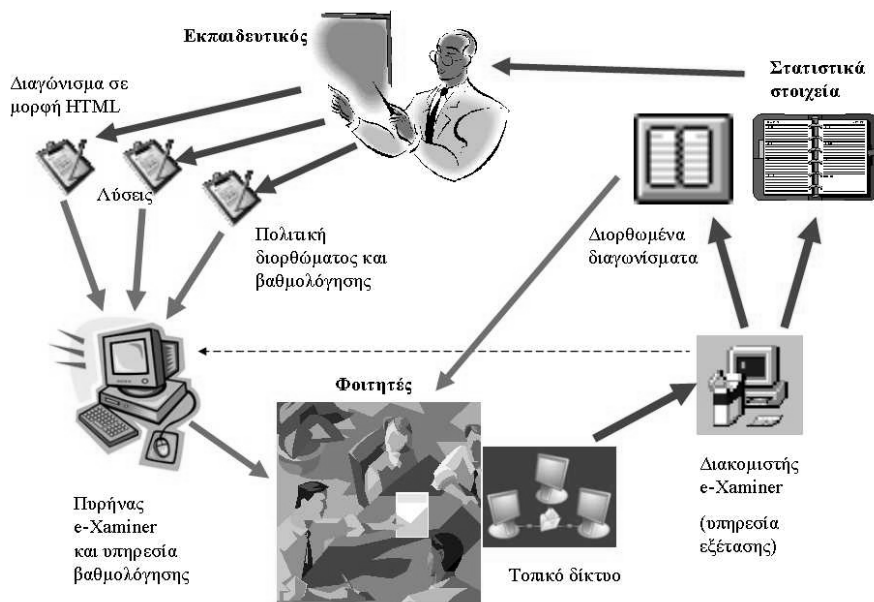 Εκπαιδευτικός
Στατιστικά
στοιχεία
Διαγώνισμα σε
μορφή HTML
Λύσεις
Πολιτική
διορθώματος και
βαθμολόγησης
Διορθωμένα
διαγωνίσματα
Φοιτητές
Πυρήνας
e-Xaminer
και υπηρεσία
βαθμολόγησης
Τοπικό δίκτυο
Διακομιστής
e-Xaminer
(υπηρεσία
εξέτασης)